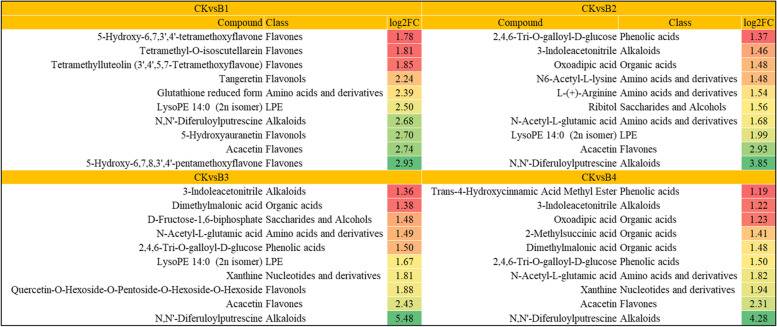 CKvsB1 CKvsB2
Compound Class log2FC Compound Class log2FC
5-Hydroxy-6,7,3',4'-tetramethoxyflavone Flavones 1.78 2,4,6-Tri-O-galloyl-D-glucose Phenolic acids 1.37
Tetramethyl-O-isoscutellarein Flavones 1.81 3-Indoleacetonitrile Alkaloids 1.46
Tetramethylluteolin (3',4',5,7-Tetramethoxyflavone) Flavones 1.85 Oxoadipic acid Organic acids 1.48
Tangeretin Flavones 2.24 N6-Acetyl-L-lysine Amino acids and derivatives 1.48
Glutathione reduced form Amino acids and derivatives 2.39 L-(+)-Arginine Amino acids and derivatives 1.54
LysoPE 14:0 (2n isomer) LPE 2.50 Ribitol Saccharides and Alcohols 1.56
N,N'-Diferuloylputrescine Alkaloids 2.68 N-Acetyl-L-glutamic acid Amino acids and derivatives 1.68
5-Hydroxyauranetin Flavonols 2.70 LysoPE 14:0 (2n isomer) LPE 1.99
Acacetin Flavones 2.74 Acacetin Flavones 2.93
5-Hydroxy-6,7,8,3',4'-pentamethoxyflavone Flavones 2.93 N,N'-Diferuloylputrescine Alkaloids 3.85
CKvsB3 CKvsB4
3-Indoleacetonitrile Alkaloids 1.36 Trans-4-Hydroxycinnamic Acid Methyl Ester Phenolic acids 1.19
Dimethylmalonic acid Organic acids 1.38 3-Indoleacetonitrile Alkaloids 1.22
D-Fructose-1,6-biphosphate Saccharides and Alcohols 1.48 Oxoadipic acid Organic acids 1.23
N-Acetyl-L-glutamic acid Amino acids and derivatives 1.49 2-Methylsuccinic acid Organic acids 1.41
2,4,6-Tri-O-galloyl-D-glucose Phenolic acids 1.50 Dimethylmalonic acid Organic acids 1.48
LysoPE 14:0 (2n isomer) LPE 1.67 2,4,6-Tri-O-galloyl-D-glucose Phenolic acids 1.50
Xanthine Nucleotides and derivatives 1.81 N-Acetyl-L-glutamic acid Amino acids and derivatives 1.82
Quercetin-O-Hexoside-O-Pentoside-O-Hexoside-O-Hexoside Flavonols 1.88 Xanthine Nucleotides and derivatives 1.94
Acacetin Flavones 2.43 Acacetin Flavones 2.31
N,N'-Diferuloylputrescine Alkaloids 5.48 N,N'-Diferuloylputrescine Alkaloids 4.28